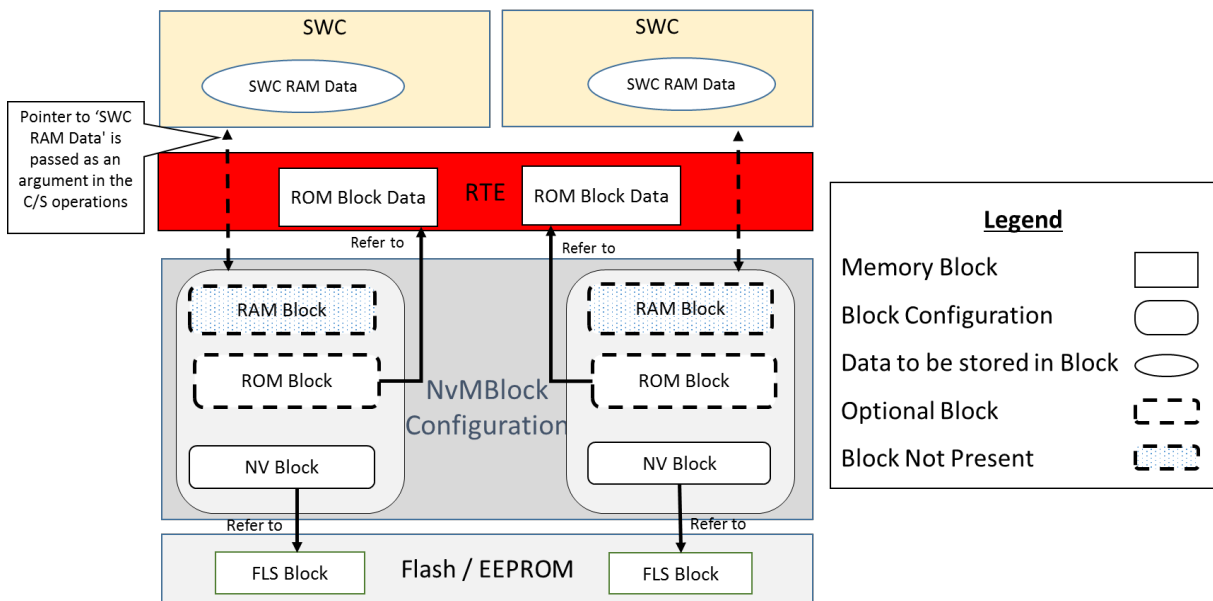 SWC
SWC
SWC RAM Data
SWC RAM Data
Pointer to ‘SWC
RAM Data' is
passed as an
argument in the
C/S operations
ROM Block Data
RTE
ROM Block Data
Refer to
Refer to
RAM Block
RAM Block
ROM Block
ROM Block
NvMBlock
Configuration
NV Block
NV Block
Refer to
Refer to
FLS Block
Flash / EEPROM
FLS Block
Legend
Memory Block
Block Configuration
Data to be stored in Block
Optional Block
Block Not Present